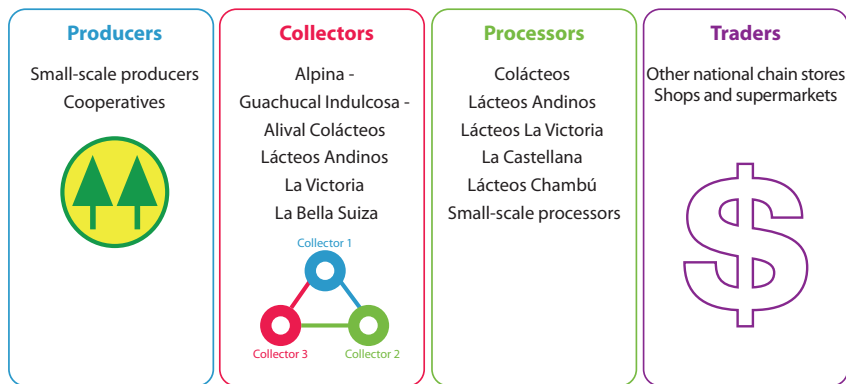 Producers
Small-scale producers
Cooperatives
Collectors
Alpina -
Guachucal Indulcosa -
Alival Colácteos
Lácteos Andinos
La Victoria
La Bella Suiza
Collector 1
Collector 3
Collector 2
Processors
Colácteos
Lácteos Andinos
Lácteos La Victoria
La Castellana
Lácteos Chambú
Small-scale processors
Traders
Other national chain stores
Shops and supermarkets
$